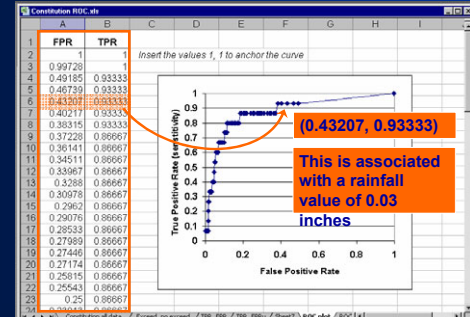 Constitution ROC.xls
A B C D E F G H I
1 FPR TPR
2 1 1 Insert the values 1, 1 to anchor the curve
3 0.99728 1
4 0.49185 0.93333
5 0.46739 0.93333
6 0.43207 0.93333
7 0.40217 0.93333
8 0.38315 0.93333
9 0.37228 0.86667
10 0.36141 0.86667
11 0.34511 0.86667
12 0.33967 0.86667
13 0.3288 0.86667
14 0.30978 0.86667
15 0.2962 0.86667
16 0.29076 0.86667
17 0.28533 0.86667
18 0.27989 0.86667
19 0.27446 0.86667
20 0.27174 0.86667
21 0.25815 0.86667
22 0.25543 0.86667
23 0.25 0.86667
True Positive Rate (sensitivity)
1
0.9
0.8
0.7
0.6
0.5
0.4
0.3
0.2
0.1
0
0 0.2 0.4 0.6 0.8 1
False Positive Rate
(0.43207, 0.93333)
This is associated
with a rainfall
value of 0.03
inches